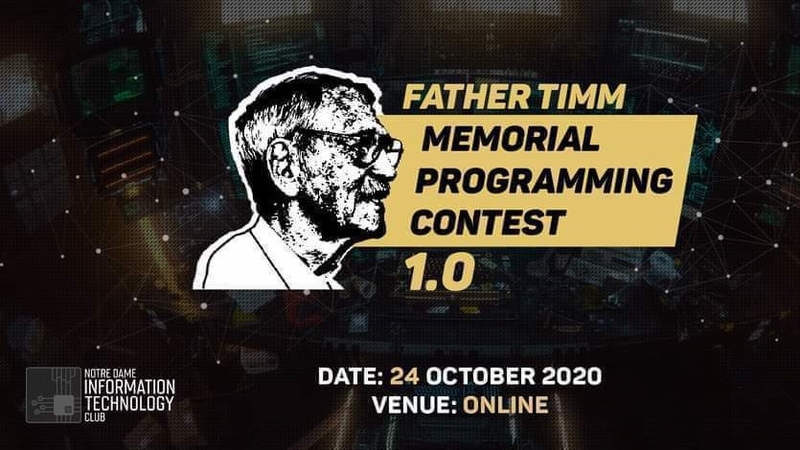 FATHER TIMM
MEMORIAL
PROGRAMMING
CONTEST
1.0
DATE: 24 OCTOBER 2020
VENUE: ONLINE
NOTRE DAME
INFORMATION
TECHNOLOGY
CLUB